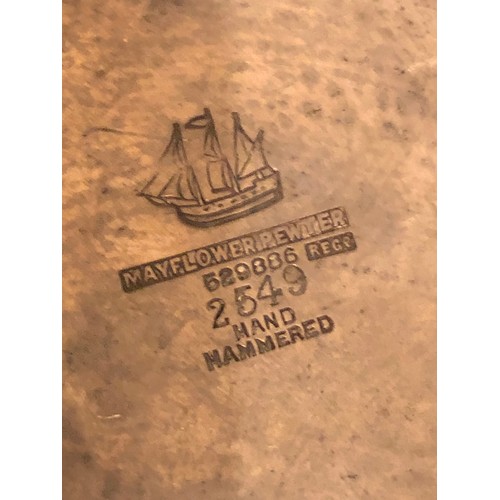 MAYFLOWER PEWTER
529886 REGD
2549
HAND
HAMMERED